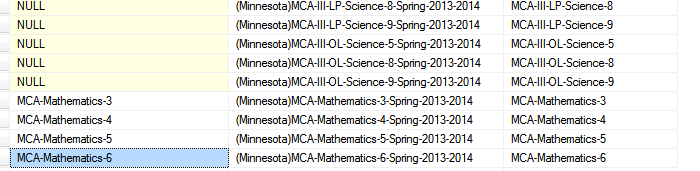 NULL (Minnesota)MCA-III-LP-Science-8-Spring-2013-2014 MCA-III-LP-Science-8
NULL (Minnesota)MCA-III-LP-Science-9-Spring-2013-2014 MCA-III-LP-Science-9
NULL (Minnesota)MCA-III-OL-Science-5-Spring-2013-2014 MCA-III-OL-Science-5
NULL (Minnesota)MCA-III-OL-Science-8-Spring-2013-2014 MCA-III-OL-Science-8
NULL (Minnesota)MCA-III-OL-Science-9-Spring-2013-2014 MCA-III-OL-Science-9
MCA-Mathematics-3 (Minnesota)MCA-Mathematics-3-Spring-2013-2014 MCA-Mathematics-3
MCA-Mathematics-4 (Minnesota)MCA-Mathematics-4-Spring-2013-2014 MCA-Mathematics-4
MCA-Mathematics-5 (Minnesota)MCA-Mathematics-5-Spring-2013-2014 MCA-Mathematics-5
MCA-Mathematics-6 (Minnesota)MCA-Mathematics-6-Spring-2013-2014 MCA-Mathematics-6